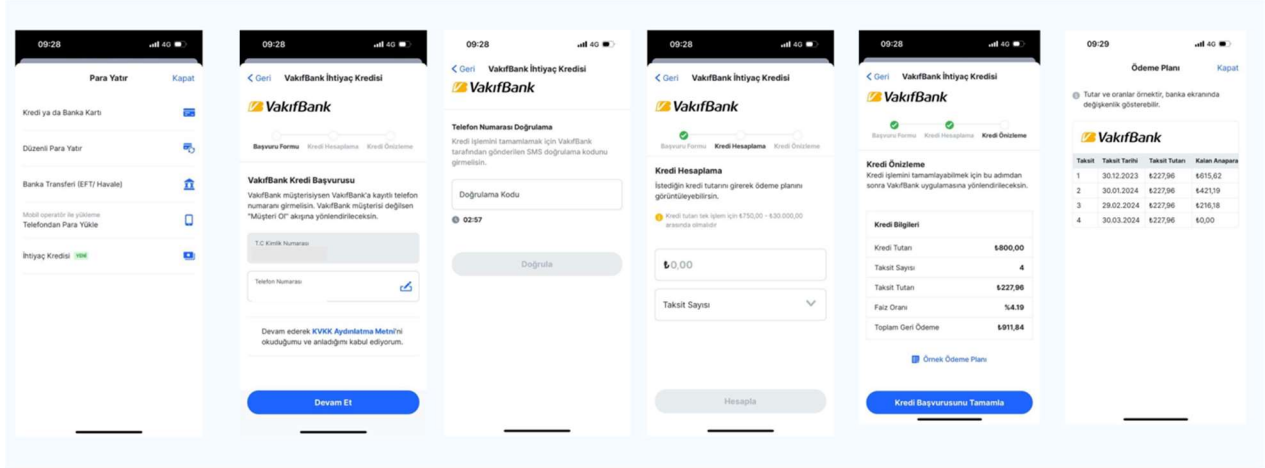 09:28
4G
Para Yatır
Kapat
Kredi ya da Banka Kartı
Düzenli Para Yatır
Banka Transferi (EFT/ Havale)
Mobil operatör ile yükleme
Telefondan Para Yükle
İhtiyaç Kredisi YENİ
09:28
4G
Geri
VakıfBank İhtiyaç Kredisi
VakıfBank
Başvuru Formu Kredi Hesaplama Kredi Önizleme
VakıfBank Kredi Başvurusu
VakıfBank müşterisiysen VakıfBank'a kayıtlı telefon
numaranı girmelisin. VakıfBank müşterisi değilsen
"Müşteri Ol" akışına yönlendirileceksin.
T.C Kimlik Numarası
Telefon Numarası
Devam ederek KVKK Aydınlatma Metni'ni
okuduğumu ve anladığımı kabul ediyorum.
Devam Et
09:28
4G
Geri
VakıfBank İhtiyaç Kredisi
VakıfBank
Telefon Numarası Doğrulama
Kredi işlemini tamamlamak için VakıfBank
tarafından gönderilen SMS doğrulama kodunu
girmelisin.
Doğrulama Kodu
02:57
Doğrula
09:28
4G
Geri
VakıfBank İhtiyaç Kredisi
VakıfBank
Başvuru Formu Kredi Hesaplama Kredi Önizleme
Kredi Hesaplama
İstediğin kredi tutarını girerek ödeme planını
görüntüleyebilirsin.
Kredi tutarı tek işlem için ₺750,00 - ₺30.000,00
arasında olmalıdır
₺0,00
Taksit Sayısı
Hesapla
09:28
4G
Geri
VakıfBank İhtiyaç Kredisi
VakıfBank
Başvuru Formu Kredi Hesaplama Kredi Önizleme
Kredi Önizleme
Kredi işlemini tamamlayabilmek için bu adımdan
sonra VakıfBank uygulamasına yönlendirileceksin.
Kredi Bilgileri
Kredi Tutarı ₺800,00
Taksit Sayısı 4
Taksit Tutarı ₺227,96
Faiz Oranı %4.19
Toplam Geri Ödeme ₺911,84
Örnek Ödeme Planı
Kredi Başvurusunu Tamamla
09:29
4G
Ödeme Planı
Kapat
Tutar ve oranlar örnektir, banka ekranında
değişkenlik gösterebilir.
VakıfBank
Taksit Taksit Tarihi Taksit Tutarı Kalan Anapara
1 30.12.2023 ₺227,96 ₺615,62
2 30.01.2024 ₺227,96 ₺421,19
3 29.02.2024 ₺227,96 ₺216,18
4 30.03.2024 ₺227,96 ₺0,00